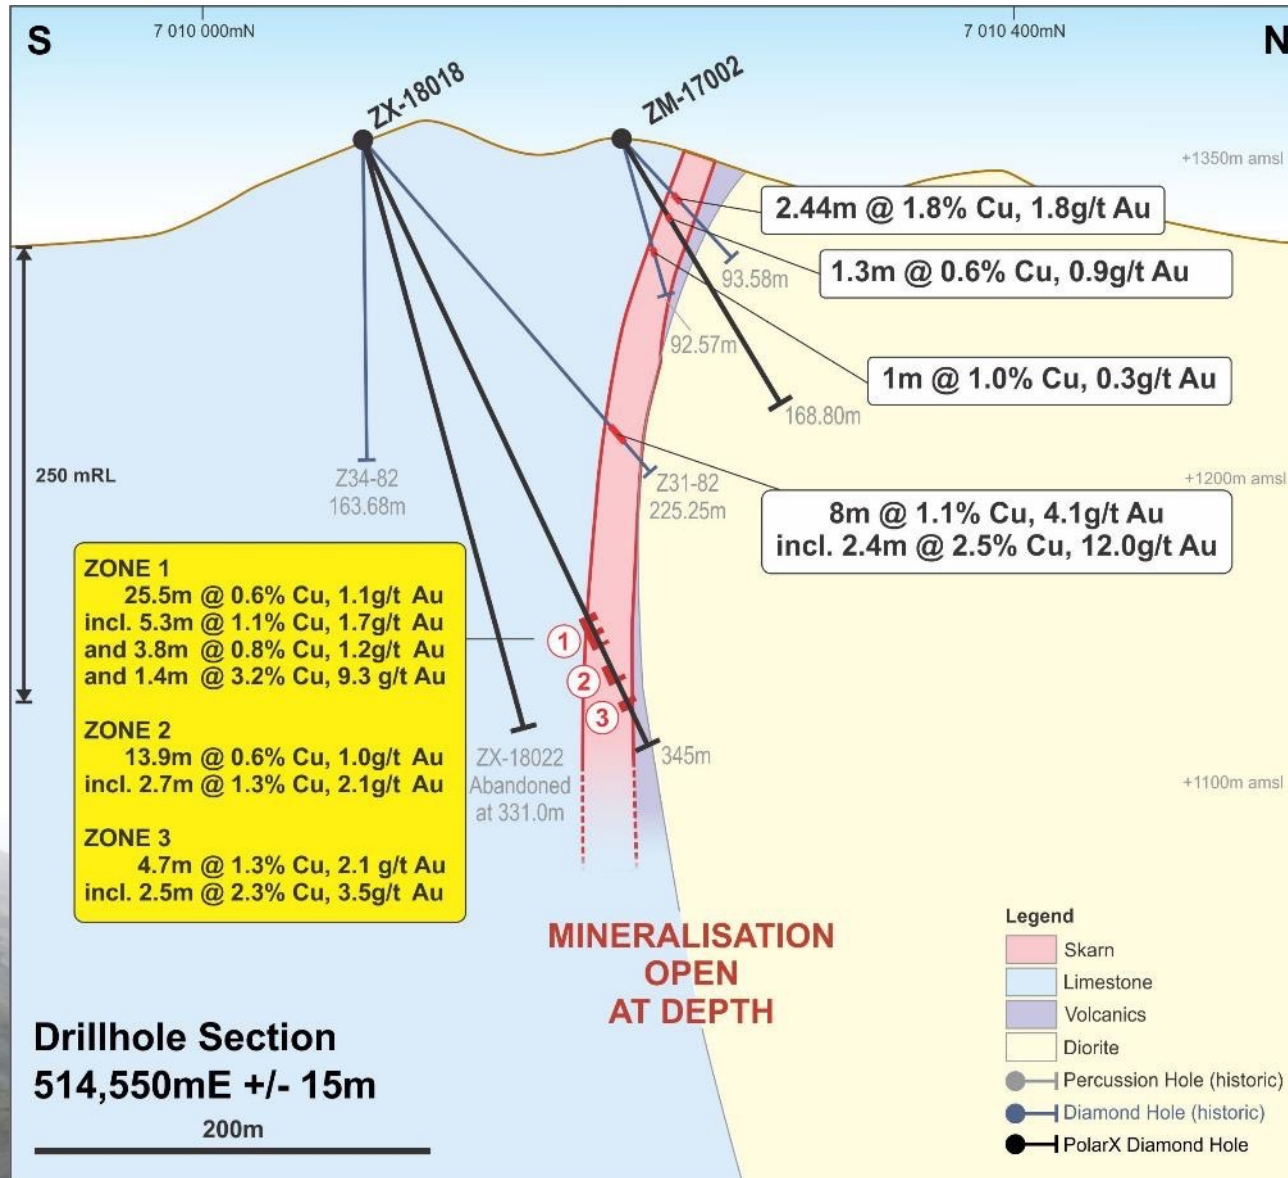 S
7 010 000mN
7 010 400mN
N
ZX-18018
ZM-17002
+1350m amsl
2.44m @ 1.8% Cu, 1.8g/t Au
1.3m @ 0.6% Cu, 0.9g/t Au
93.58m
92.57m
1m @ 1.0% Cu, 0.3g/t Au
168.80m
250 mRL
Z34-82
163.68m
Z31-82
225.25m
+1200m amsl
8m @ 1.1% Cu, 4.1g/t Au
incl. 2.4m @ 2.5% Cu, 12.0g/t Au
ZONE 1
25.5m @ 0.6% Cu, 1.1g/t Au
incl. 5.3m @ 1.1% Cu, 1.7g/t Au
and 3.8m @ 0.8% Cu, 1.2g/t Au
and 1.4m @ 3.2% Cu, 9.3 g/t Au
ZONE 2
13.9m @ 0.6% Cu, 1.0g/t Au
incl. 2.7m @ 1.3% Cu, 2.1g/t Au
ZONE 3
4.7m @ 1.3% Cu, 2.1 g/t Au
incl. 2.5m @ 2.3% Cu, 3.5g/t Au
1
2
3
ZX-18022
Abandoned
at 331.0m
345m
+1100m amsl
MINERALISATION
OPEN
AT DEPTH
Drillhole Section
514,550mE +/- 15m
200m
Legend
Skarn
Limestone
Volcanics
Diorite
Percussion Hole (historic)
Diamond Hole (historic)
PolarX Diamond Hole